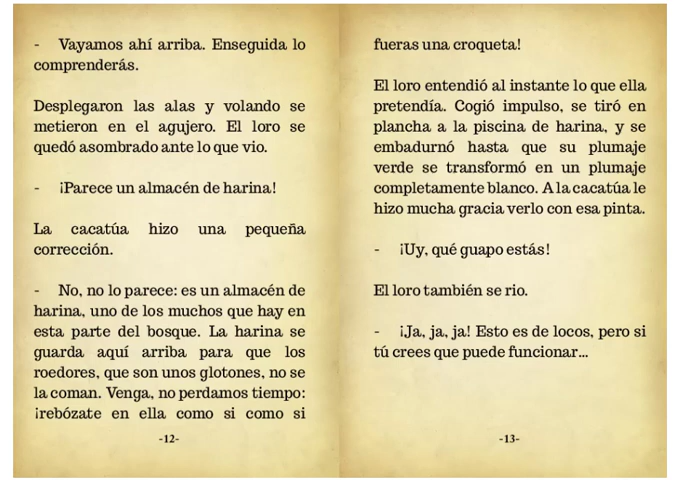 - Vayamos ahí arriba. Enseguida lo
comprenderás.
Desplegaron las alas y volando se
metieron en el agujero. El loro se
quedó asombrado ante lo que vio.
- ¡Parece un almacén de harina!
La cacatúa hizo una pequeña
corrección.
- No, no lo parece: es un almacén de
harina, uno de los muchos que hay en
esta parte del bosque. La harina se
guarda aquí arriba para que los
roedores, que son unos glotones, no se
la coman. Venga, no perdamos tiempo:
¡rebózate en ella como si como si
-12-
fueras una croqueta!
El loro entendió al instante lo que ella
pretendía. Cogió impulso, se tiró en
plancha a la piscina de harina, y se
embadurnó hasta que su plumaje
verde se transformó en un plumaje
completamente blanco. A la cacatúa le
hizo mucha gracia verlo con esa pinta.
- ¡Uy, qué guapo estás!
El loro también se rio.
- ¡Ja, ja, ja! Esto es de locos, pero si
tú crees que puede funcionar...
-13-